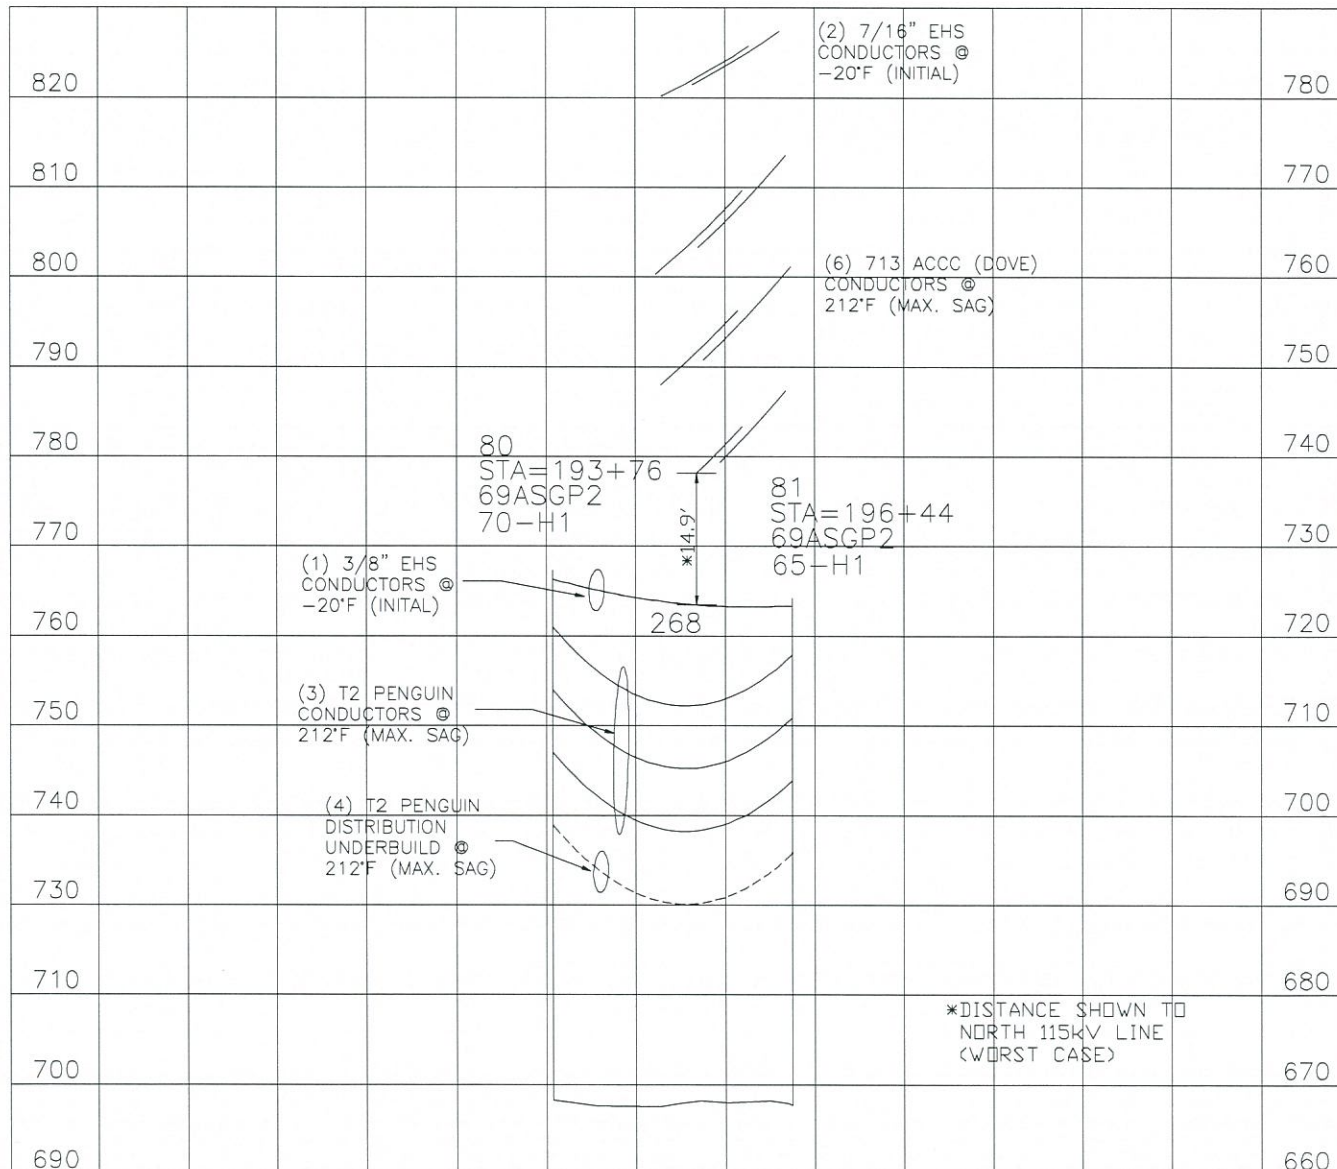 (2) 7/16" EHS
CONDUCTORS @
-20°F (INITIAL)
820
780
810
770
(6) 713 ACCC (DOVE)
CONDUCTORS @
212°F (MAX. SAG)
800
760
790
750
780
740
80
STA=193+76
69ASGP2
70-H1
*14.9'
81
STA=196+44
69ASGP2
65-H1
770
730
(1) 3/8" EHS
CONDUCTORS @
-20°F (INITAL)
760
268
720
(3) T2 PENGUIN
CONDUCTORS @
212°F (MAX. SAG)
750
710
740
700
(4) T2 PENGUIN
DISTRIBUTION
UNDERBUILD @
212°F (MAX. SAG)
730
690
710
680
*DISTANCE SHOWN TO
NORTH 115kV LINE
(WORST CASE)
700
670
690
660